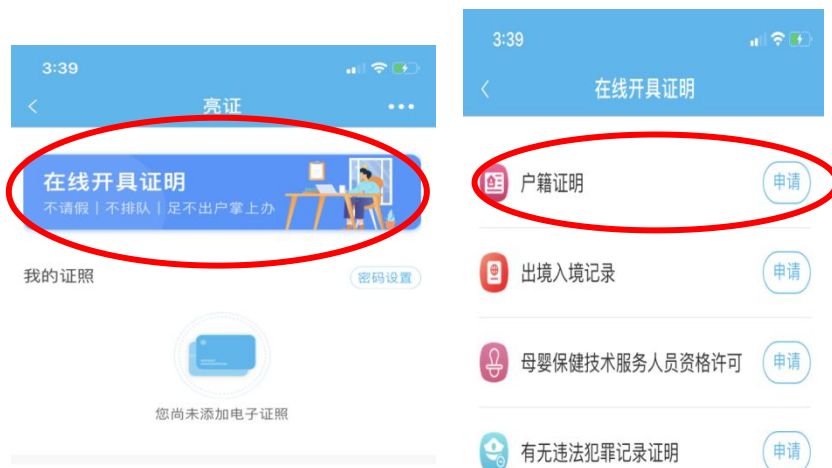 3:39
亮证
在线开具证明
不请假 | 不排队 | 足不出户掌上办
我的证照
密码设置
您尚未添加电子证照
3:39
在线开具证明
户籍证明
申请
出境入境记录
申请
母婴保健技术服务人员资格许可
申请
有无违法犯罪记录证明
申请